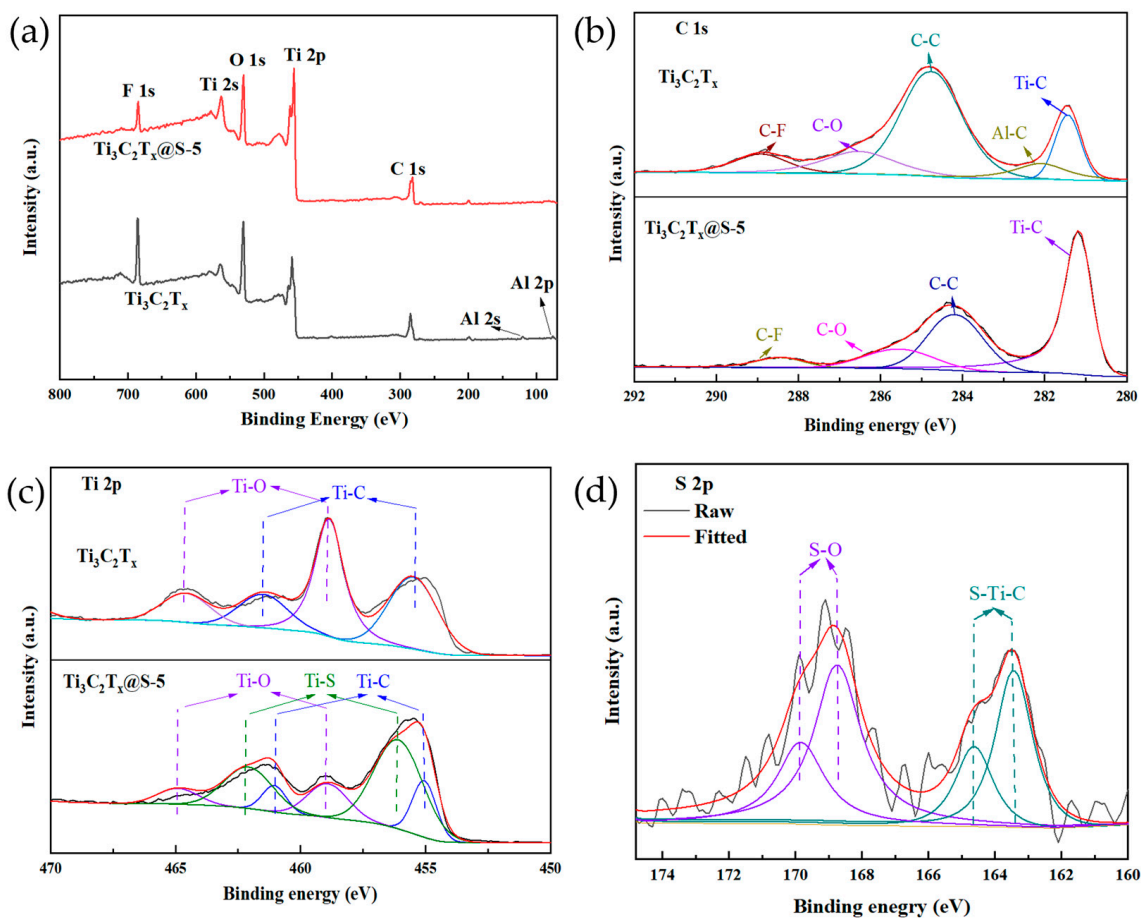 (a)
F 1s
Ti 2s
O 1s
Ti 2p
Ti₃C₂Tₓ@S-5
C 1s
Ti₃C₂Tₓ
Al 2s
Al 2p
Intensity (a.u.)
800 700 600 500 400 300 200 100
Binding Energy (eV)
(b)
C 1s
Ti₃C₂Tₓ
C-F
C-O
C-C
Al-C
Ti-C
Ti₃C₂Tₓ@S-5
C-F
C-O
C-C
Ti-C
Intensity (a.u.)
292 290 288 286 284 282 280
Binding energy (eV)
(c)
Ti 2p
Ti-O
Ti-C
Ti₃C₂Tₓ
Ti₃C₂Tₓ@S-5
Ti-O
Ti-S
Ti-C
Intensity (a.u.)
470 465 460 455 450
Binding energy (eV)
(d)
S 2p
Raw
Fitted
S-O
S-Ti-C
Intensity (a.u.)
174 172 170 168 166 164 162 160
Binding enegry (eV)